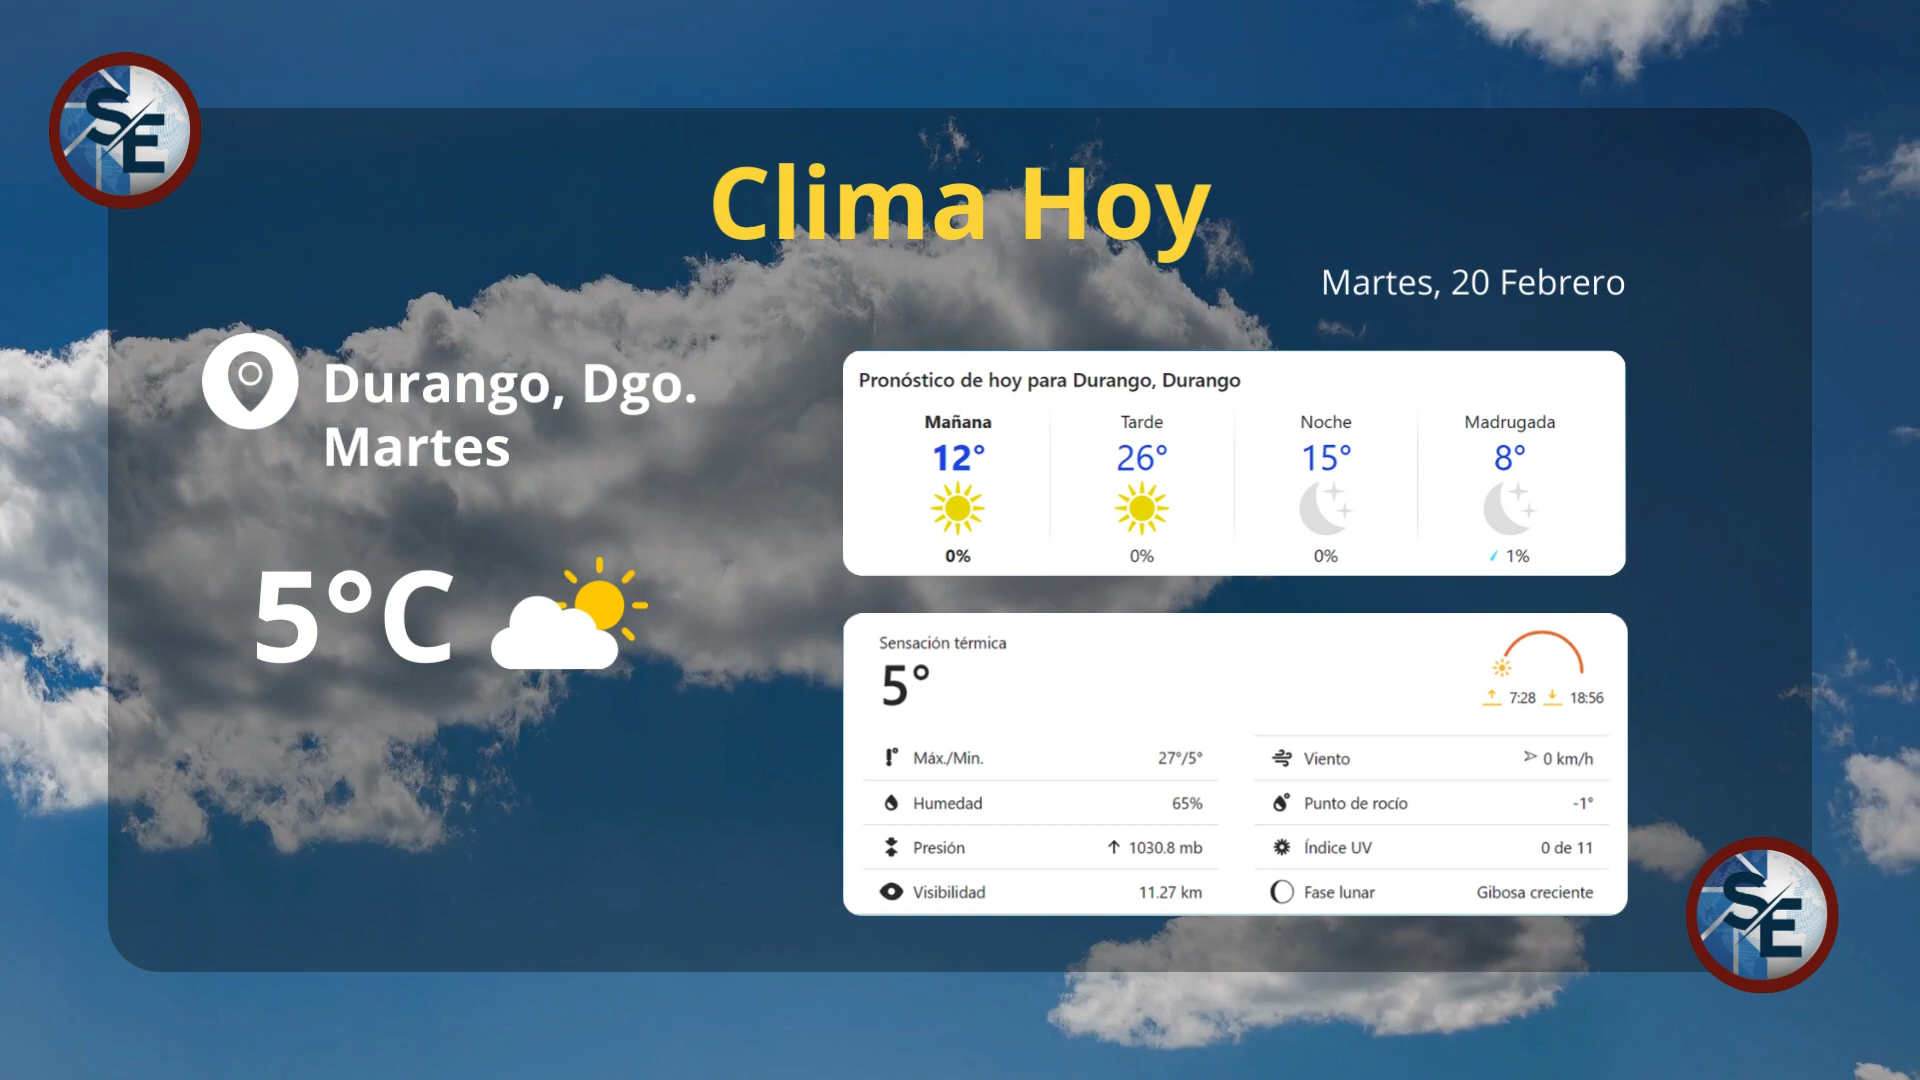 SE
Clima Hoy
Martes, 20 Febrero
Durango, Dgo.
Martes
5°C
Pronóstico de hoy para Durango, Durango
Mañana Tarde Noche Madrugada
12° 26° 15° 8°
0% 0% 0% 1%
Sensación térmica
5°
7:28 18:56
Máx./Min. 27°/5°
Humedad 65%
Presión ↑ 1030.8 mb
Visibilidad 11.27 km
Viento 0 km/h
Punto de rocío -1°
Índice UV 0 de 11
Fase lunar Gibosa creciente
SE